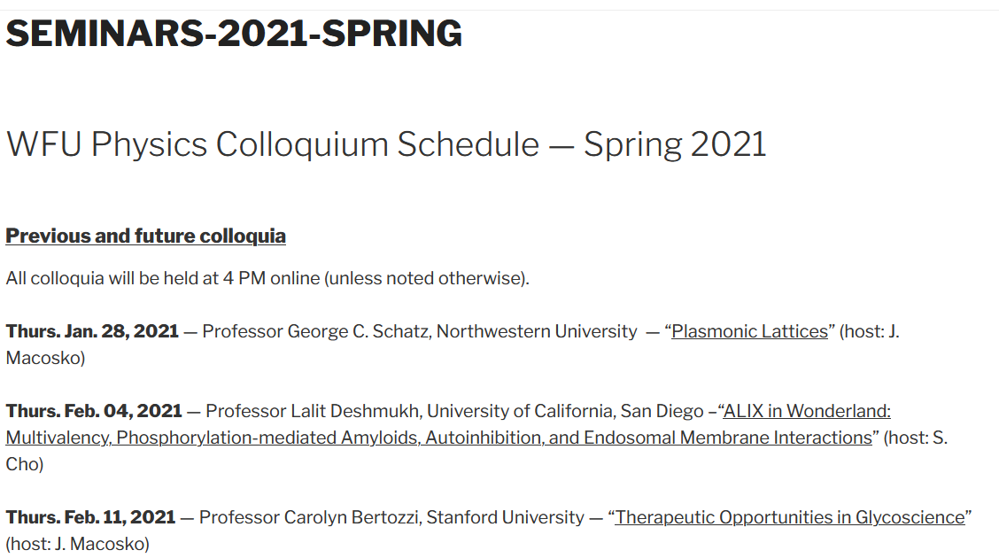 SEMINARS-2021-SPRING
WFU Physics Colloquium Schedule — Spring 2021
Previous and future colloquia
All colloquia will be held at 4 PM online (unless noted otherwise).
Thurs. Jan. 28, 2021 — Professor George C. Schatz, Northwestern University  — “Plasmonic Lattices” (host: J.
Macosko)
Thurs. Feb. 04, 2021 — Professor Lalit Deshmukh, University of California, San Diego –“ALIX in Wonderland:
Multivalency, Phosphorylation-mediated Amyloids, Autoinhibition, and Endosomal Membrane Interactions” (host: S.
Cho)
Thurs. Feb. 11, 2021 — Professor Carolyn Bertozzi, Stanford University — “Therapeutic Opportunities in Glycoscience”
(host: J. Macosko)